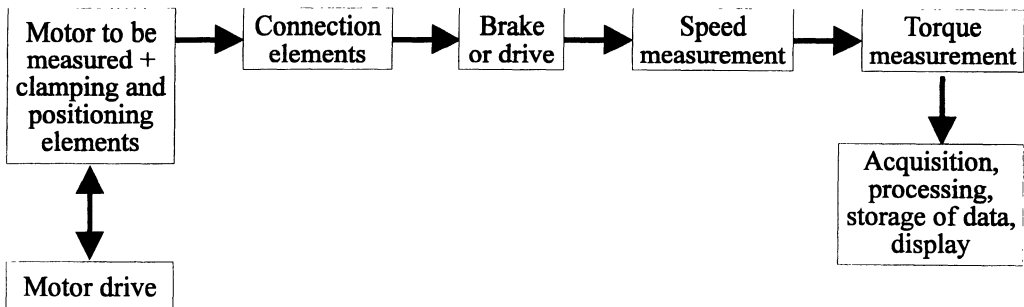 Motor to be
measured +
clamping and
positioning
elements
Connection
elements
Brake
or drive
Speed
measurement
Torque
measurement
Acquisition,
processing,
storage of data,
display
Motor drive